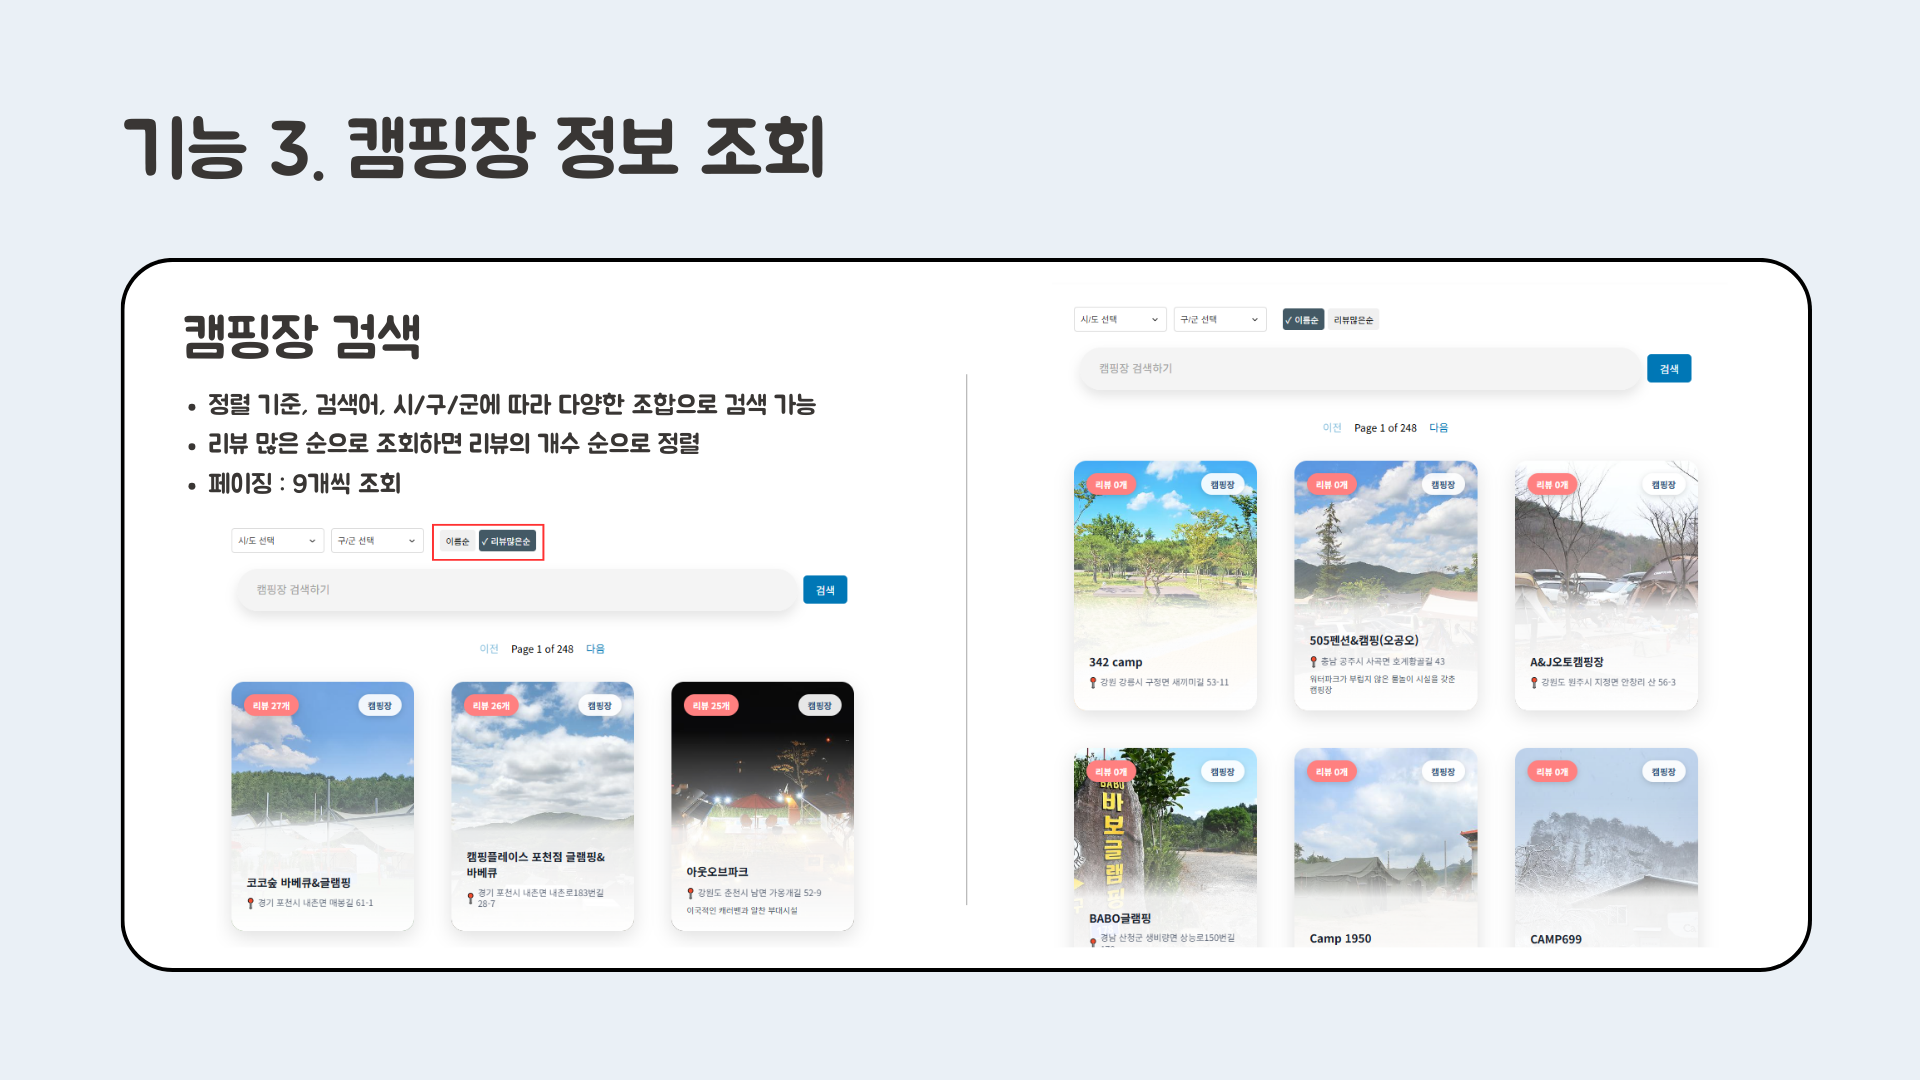 기능 3. 캠핑장 정보 조회
캠핑장 검색
• 정렬 기준, 검색어, 시/구/군에 따라 다양한 조합으로 검색 가능
• 리뷰 많은 순으로 조회하면 리뷰의 개수 순으로 정렬
• 페이징 : 9개씩 조회
시/도 선택 구/군 선택 이름순 ✓ 리뷰많은순
캠핑장 검색하기 검색
이전 Page 1 of 248 다음
리뷰 27개 캠핑장
코코숲 바베큐&글램핑
경기 포천시 내촌면 매봉길 61-1
리뷰 26개 캠핑장
캠핑플레이스 포천점 글램핑&
바베큐
경기 포천시 내촌면 내촌로183번길
28-7
리뷰 25개 캠핑장
아웃오브파크
강원도 춘천시 남면 가옹개길 52-9
이국적인 캐러밴과 알찬 부대시설
시/도 선택 구/군 선택 ✓ 이름순 리뷰많은순
캠핑장 검색하기 검색
이전 Page 1 of 248 다음
리뷰 0개 캠핑장
342 camp
강원 강릉시 구정면 새끼미길 53-11
리뷰 0개 캠핑장
505펜션&캠핑(오공오)
충남 공주시 사곡면 호계황골길 43
워터파크가 부럽지 않은 물놀이 시설을 갖춘
캠핑장
리뷰 0개 캠핑장
A&J오토캠핑장
강원도 원주시 지정면 안창리 산 56-3
리뷰 0개 캠핑장
BABO
바보글램핑
BABO글램핑
경남 산청군 생비량면 상능로150번길
리뷰 0개 캠핑장
Camp 1950
리뷰 0개 캠핑장
CAMP699